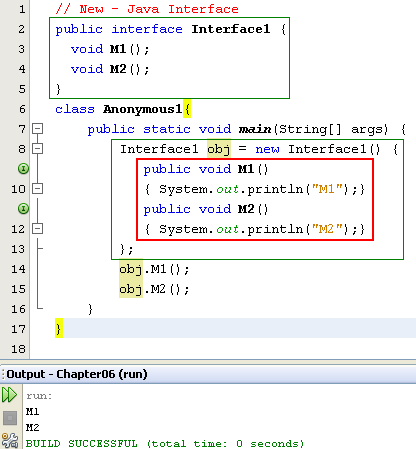 1 // New - Java Interface
2 public interface Interface1 {
3 void M1();
4 void M2();
5 }
6 class Anonymous1{
7 public static void main(String[] args) {
8 Interface1 obj = new Interface1() {
public void M1()
10 { System.out.println("M1");}
public void M2()
12 { System.out.println("M2");}
13 };
14 obj.M1();
15 obj.M2();
16 }
17 }
18
Output - Chapter06 (run)
run:
M1
M2
BUILD SUCCESSFUL (total time: 0 seconds)